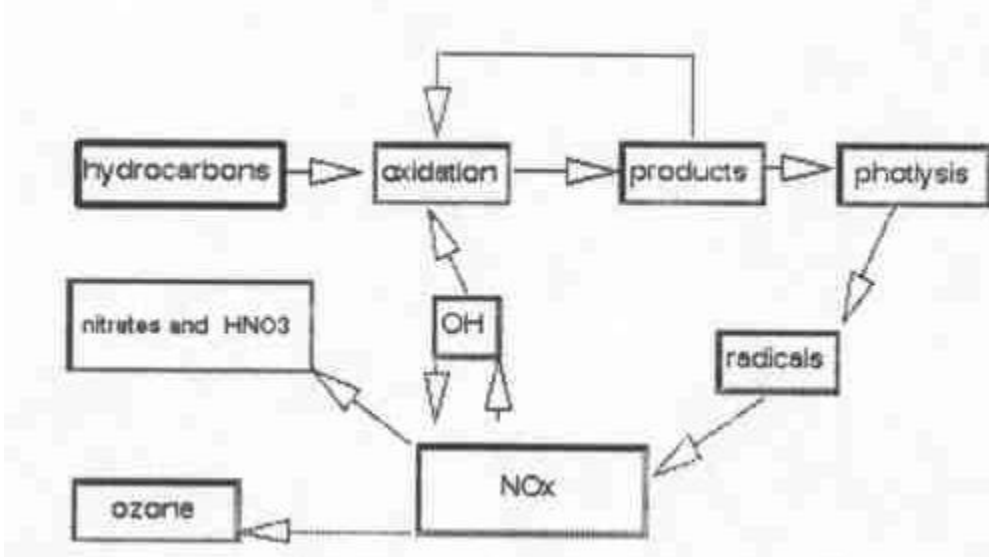 hydrocarbons
oxidation
products
photlysis
nitrates and HNO3
OH
radicals
NOx
ozone